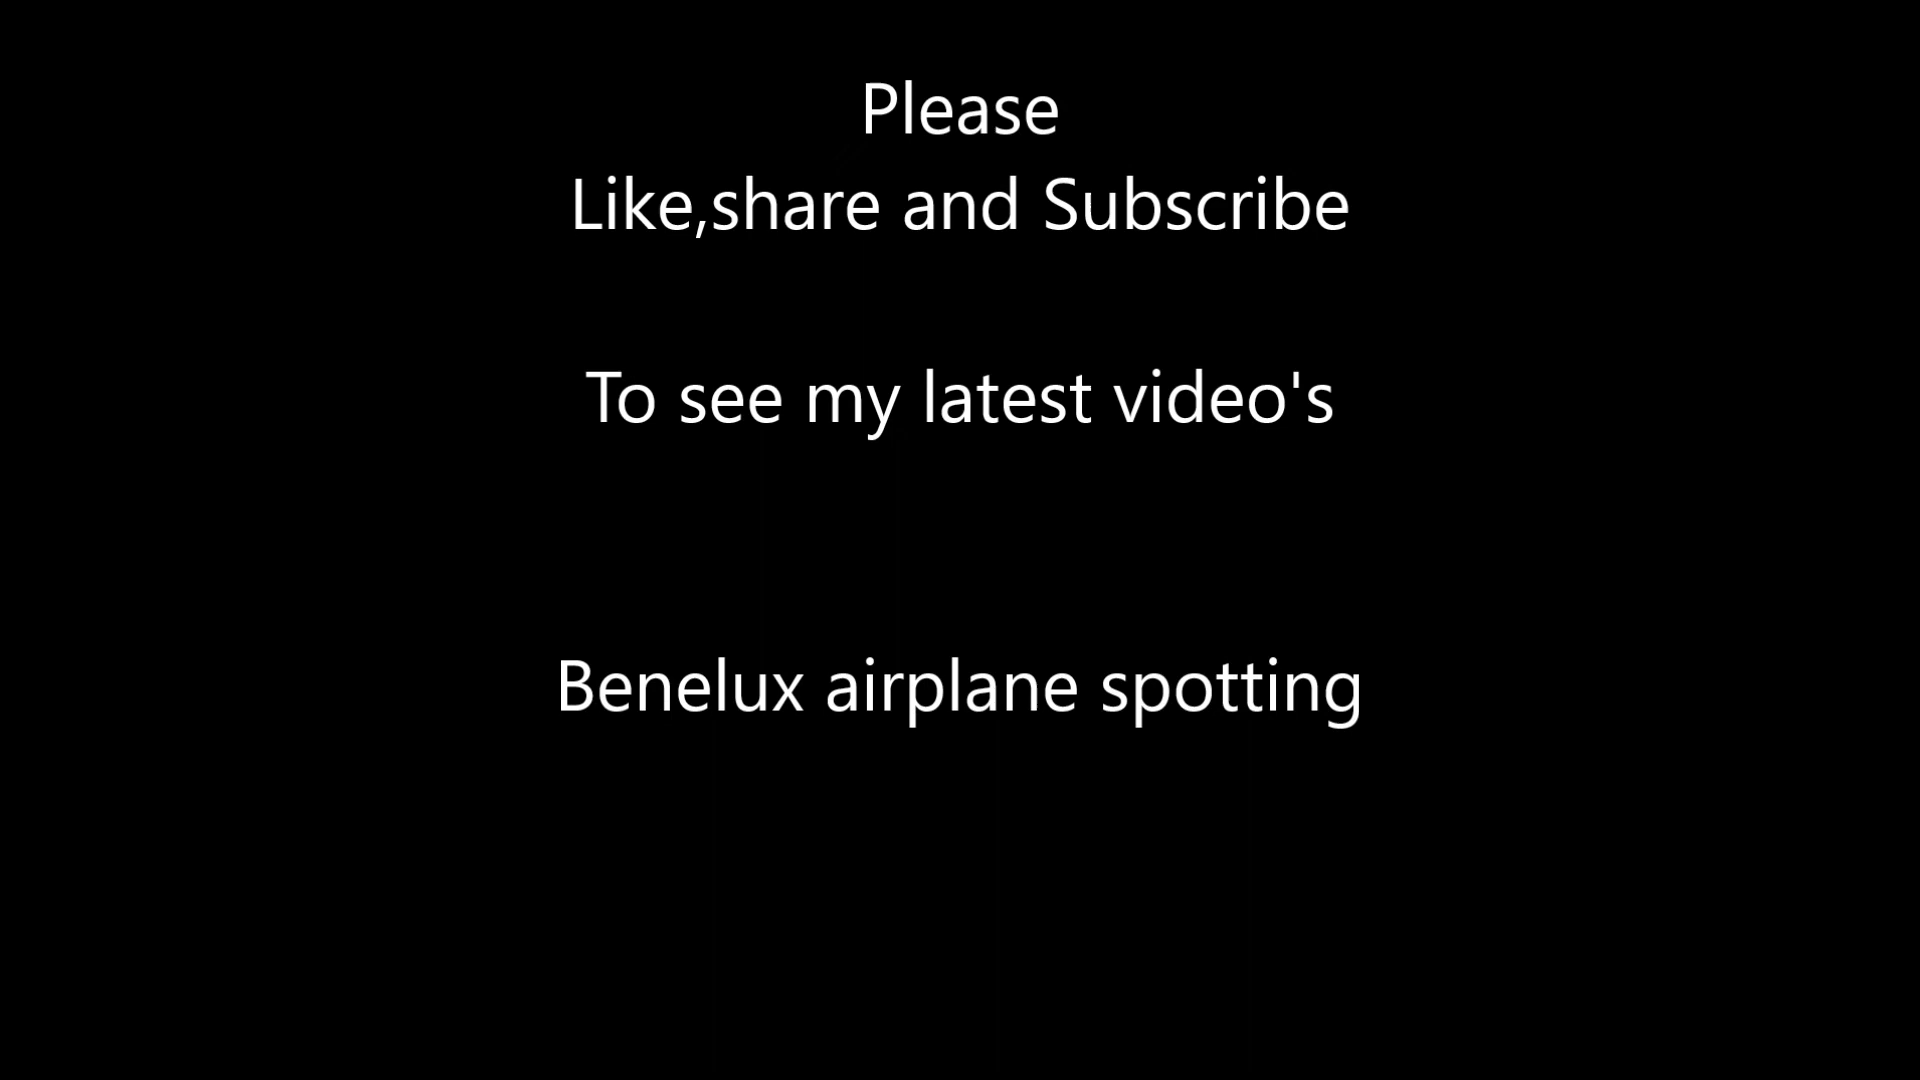 Please
Like,share and Subscribe
To see my latest video's
Benelux airplane spotting